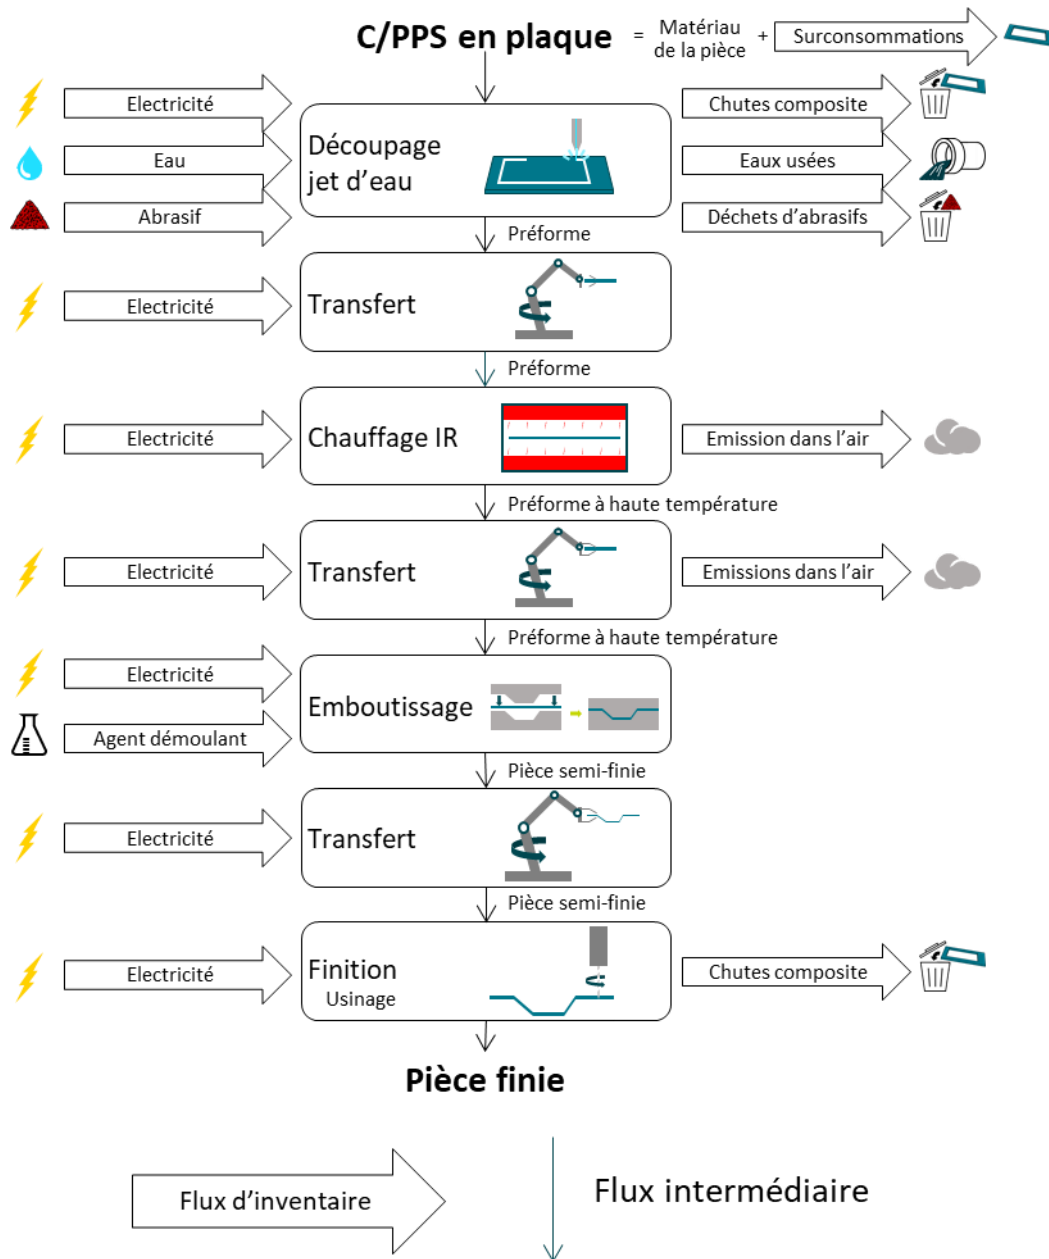 C/PPS en plaque = Matériau de la pièce + Surconsommations
Electricité
Chutes composite
Eau
Découpage jet d'eau
Eaux usées
Abrasif
Déchets d'abrasifs
Préforme
Electricité
Transfert
Préforme
Electricité
Chauffage IR
Emission dans l'air
Préforme à haute température
Electricité
Transfert
Emissions dans l'air
Préforme à haute température
Electricité
Emboutissage
Agent démoulant
Pièce semi-finie
Electricité
Transfert
Pièce semi-finie
Electricité
Finition
Usinage
Chutes composite
Pièce finie
Flux d'inventaire
Flux intermédiaire